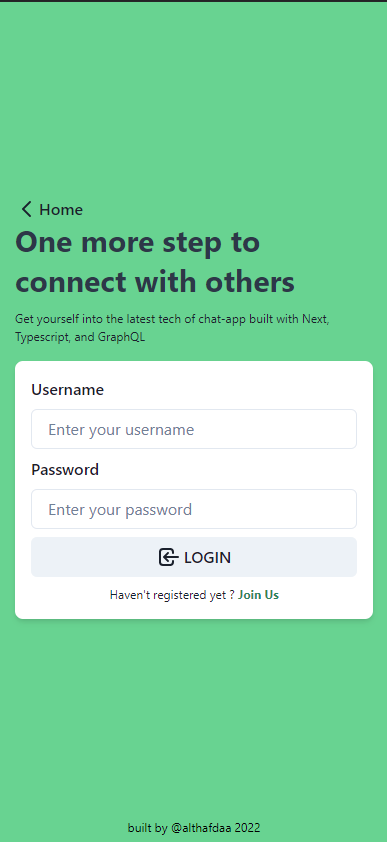 Home
One more step to
connect with others
Get yourself into the latest tech of chat-app built with Next,
Typescript, and GraphQL
Username
Enter your username
Password
Enter your password
LOGIN
Haven't registered yet ? Join Us
built by @althafdaa 2022